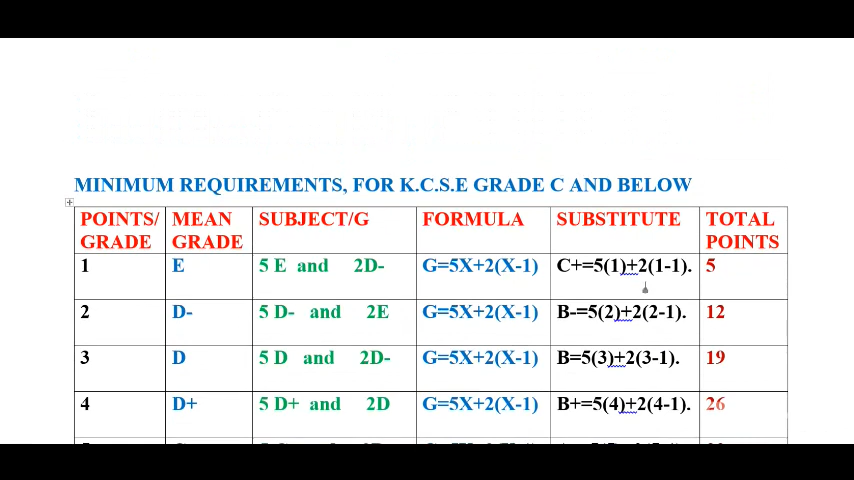 MINIMUM REQUIREMENTS, FOR K.C.S.E GRADE C AND BELOW
POINTS/ GRADE MEAN GRADE SUBJECT/G FORMULA SUBSTITUTE TOTAL POINTS
1 E 5 E and 2D- G=5X+2(X-1) C+=5(1)+2(1-1). 5
2 D- 5 D- and 2E G=5X+2(X-1) B-=5(2)+2(2-1). 12
3 D 5 D and 2D- G=5X+2(X-1) B=5(3)+2(3-1). 19
4 D+ 5 D+ and 2D G=5X+2(X-1) B+=5(4)+2(4-1). 26